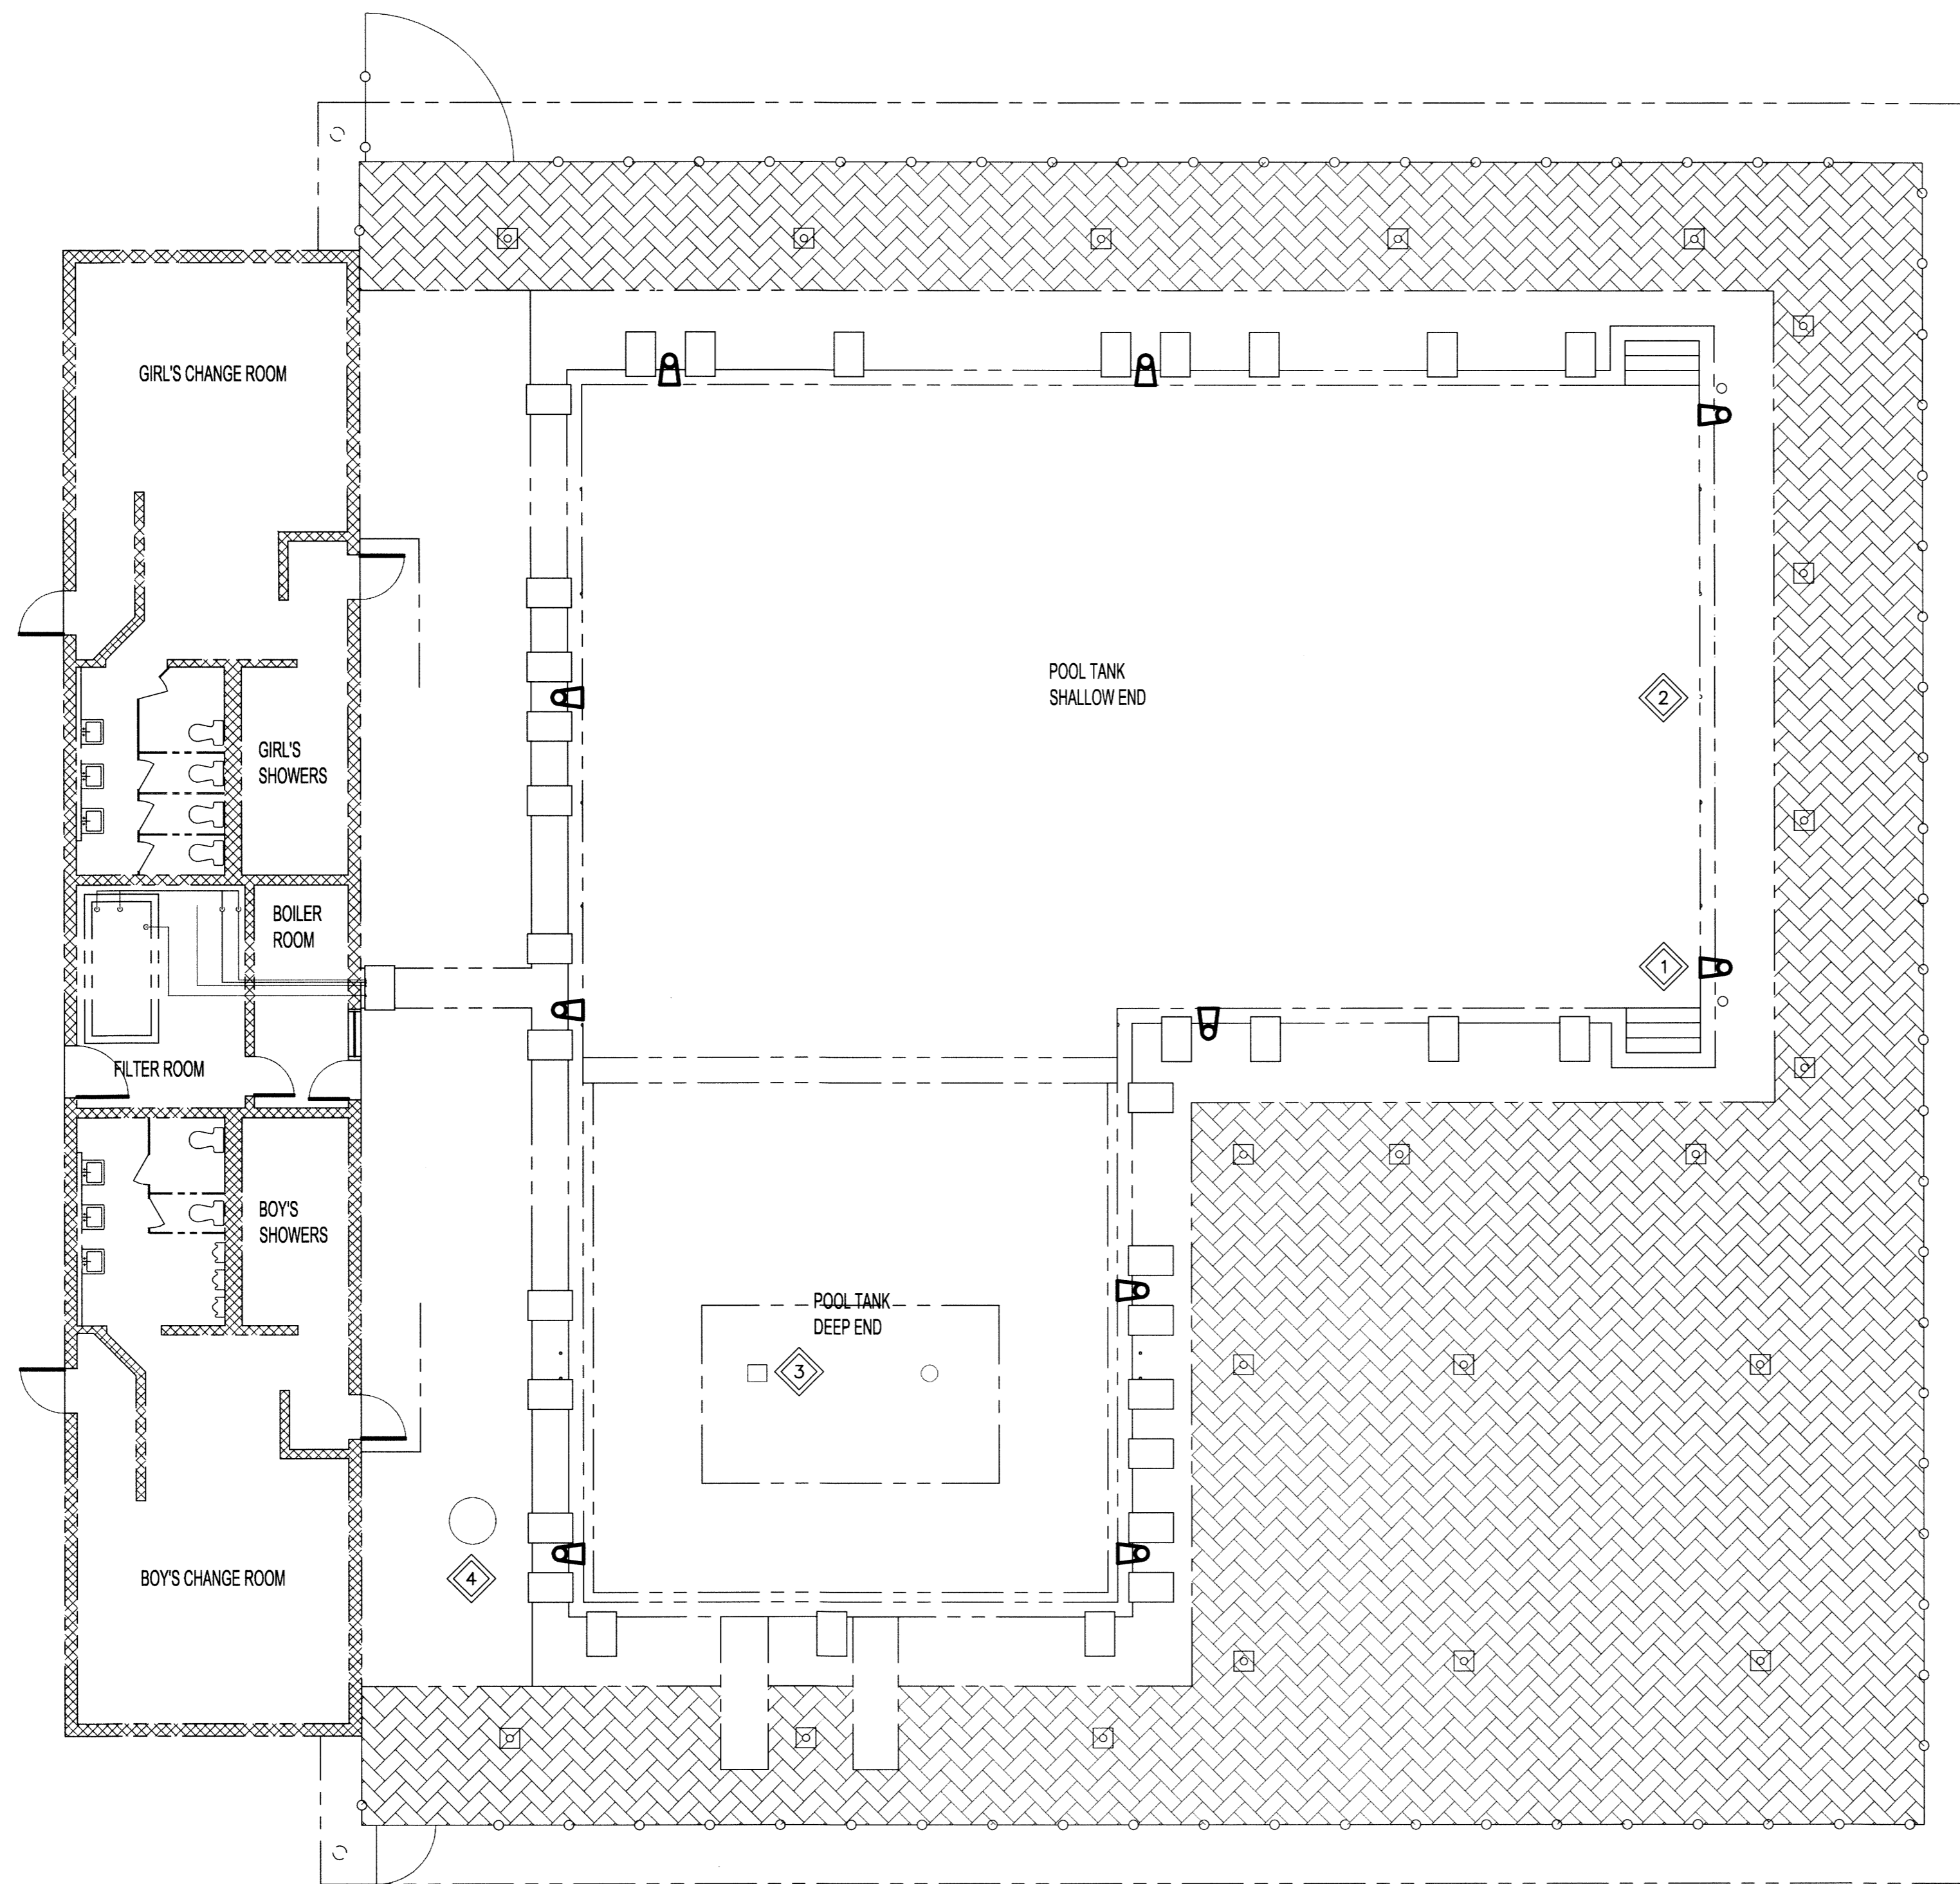 GIRL'S CHANGE ROOM
POOL TANK
SHALLOW END
2
GIRL'S
SHOWERS
BOILER
ROOM
1
FILTER ROOM
BOY'S
SHOWERS
POOL TANK
DEEP END
3
4
BOY'S CHANGE ROOM